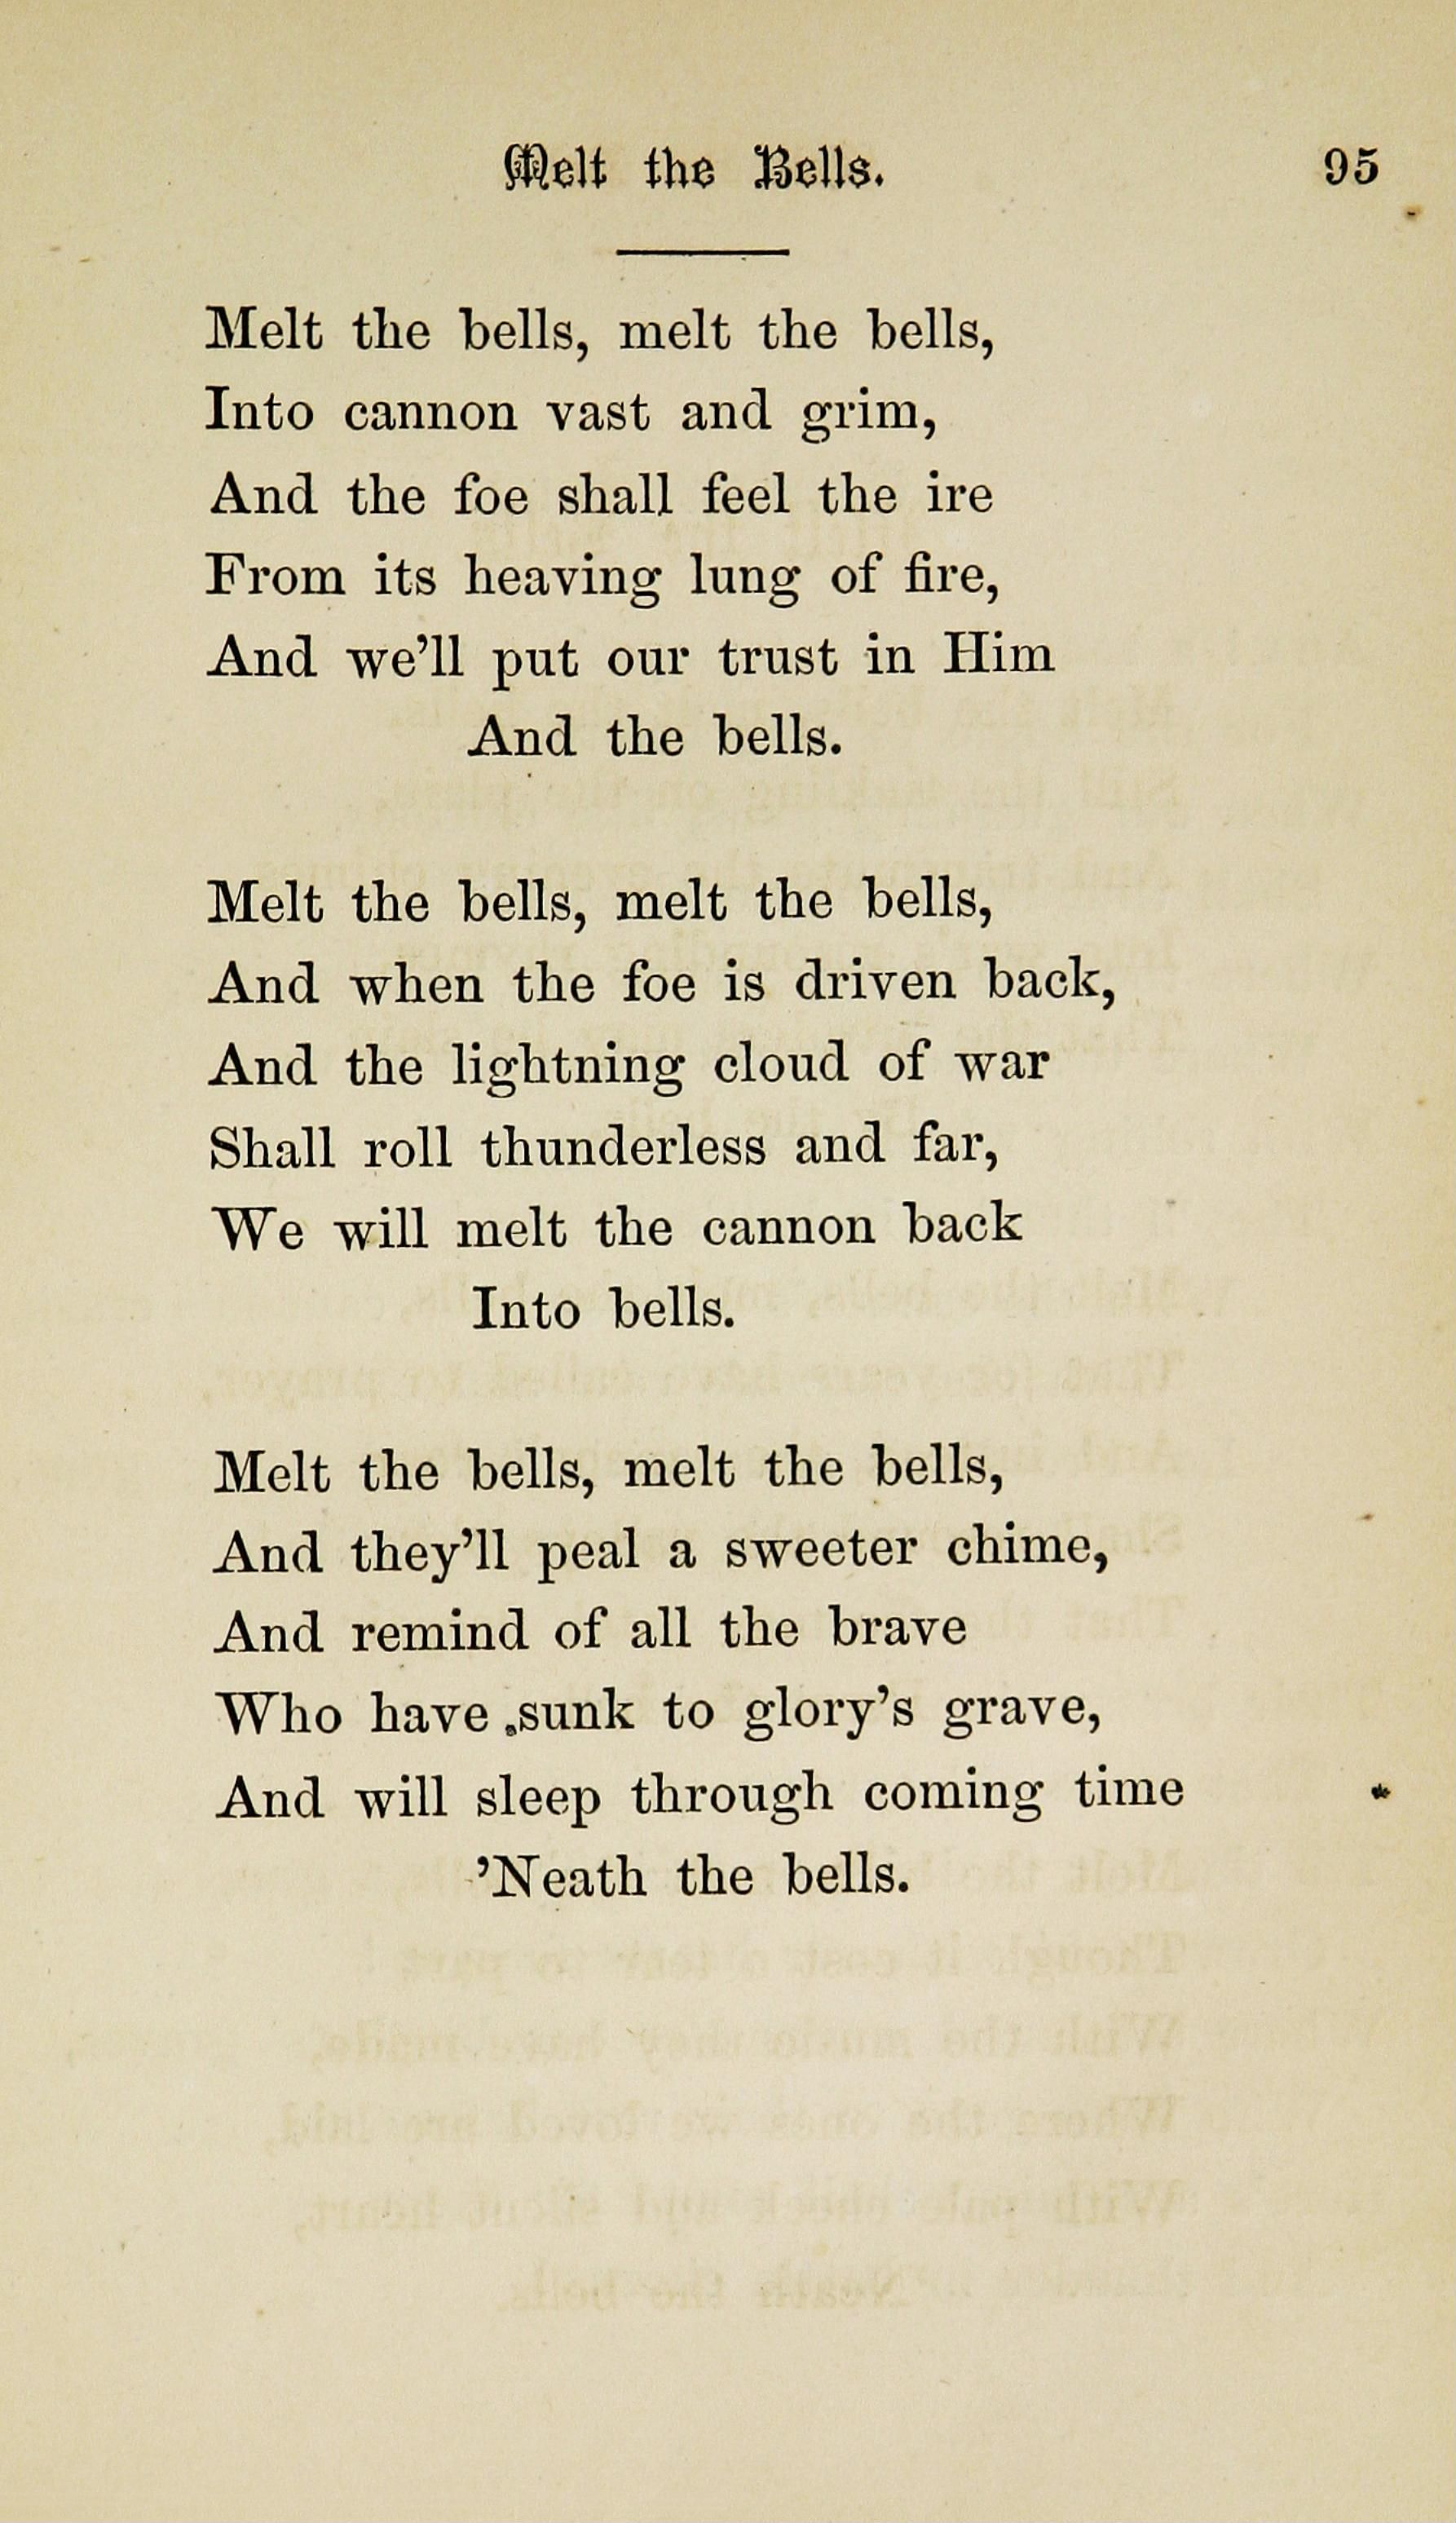 Melt the Bells. 95
Melt the bells, melt the bells,
Into cannon vast and grim,
And the foe shall feel the ire
From its heaving lung of fire,
And we’ll put our trust in Him
And the bells.
Melt the bells, melt the bells,
And when the foe is driven back,
And the lightning cloud of war
Shall roll thunderless and far,
We will melt the cannon back
Into bells.
Melt the bells, melt the bells,
And they’ll peal a sweeter chime,
And remind of all the brave
Who have sunk to glory’s grave,
And will sleep through coming time
’Neath the bells.